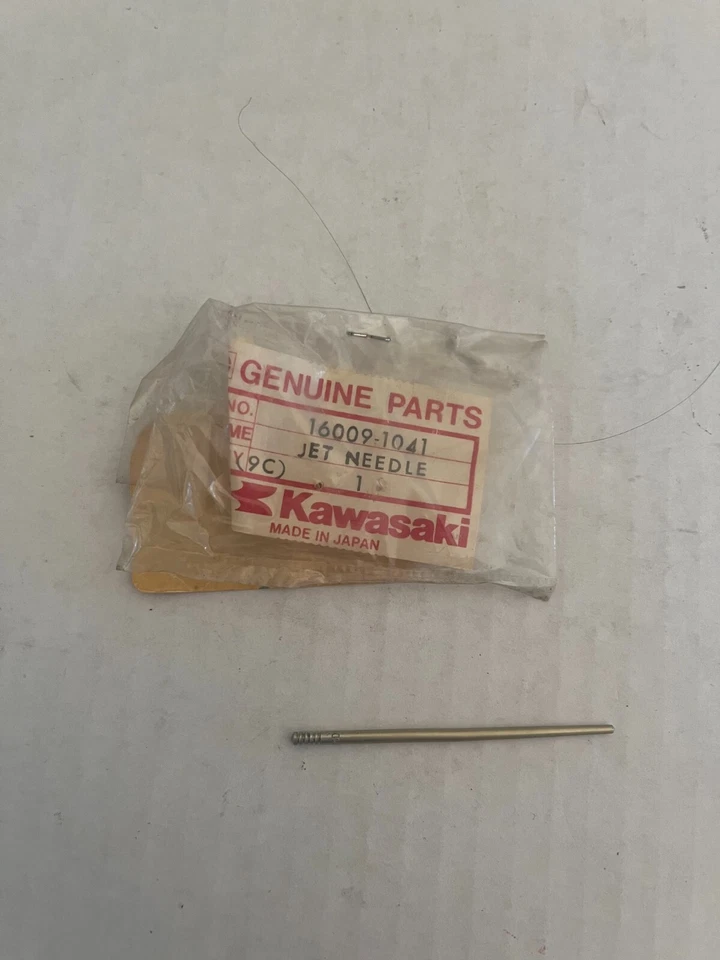 GENUINE PARTS
NO. 16009-1041
ME JET NEEDLE
Y (9C) 1
Kawasaki
MADE IN JAPAN